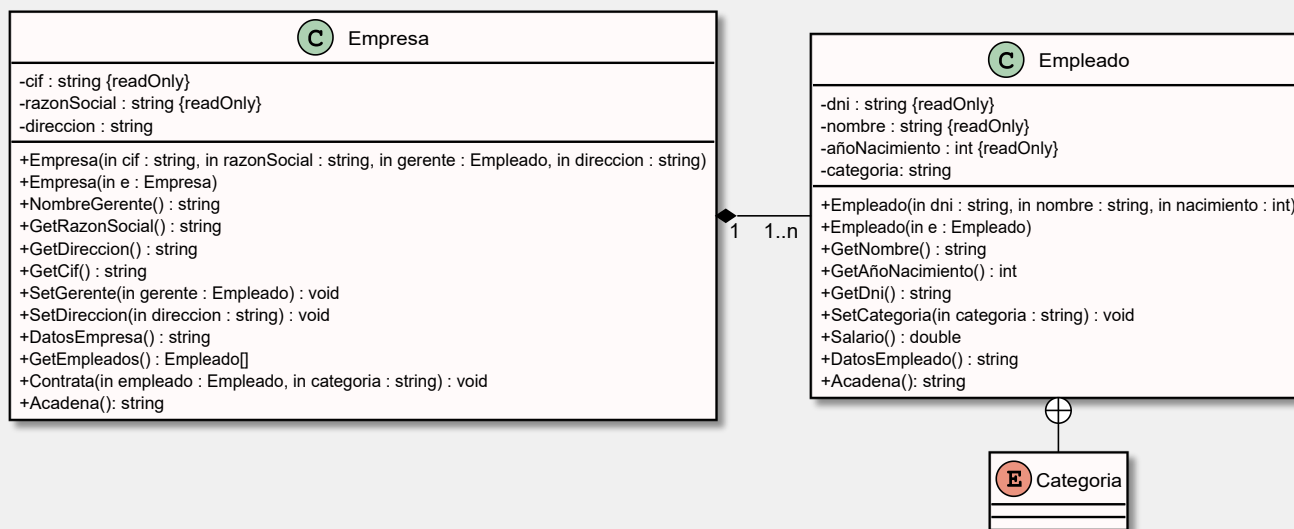 C Empresa
-cif : string {readOnly}
-razonSocial : string {readOnly}
-direccion : string
+Empresa(in cif : string, in razonSocial : string, in gerente : Empleado, in direccion : string)
+Empresa(in e : Empresa)
+NombreGerente() : string
+GetRazonSocial() : string
+GetDireccion() : string
+GetCif() : string
+SetGerente(in gerente : Empleado) : void
+SetDireccion(in direccion : string) : void
+DatosEmpresa() : string
+GetEmpleados() : Empleado[]
+Contrata(in empleado : Empleado, in categoria : string) : void
+Acadena(): string
1 1..n
C Empleado
-dni : string {readOnly}
-nombre : string {readOnly}
-añoNacimiento : int {readOnly}
-categoria: string
+Empleado(in dni : string, in nombre : string, in nacimiento : int)
+Empleado(in e : Empleado)
+GetNombre() : string
+GetAñoNacimiento() : int
+GetDni() : string
+SetCategoria(in categoria : string) : void
+Salario() : double
+DatosEmpleado() : string
+Acadena(): string
E Categoria